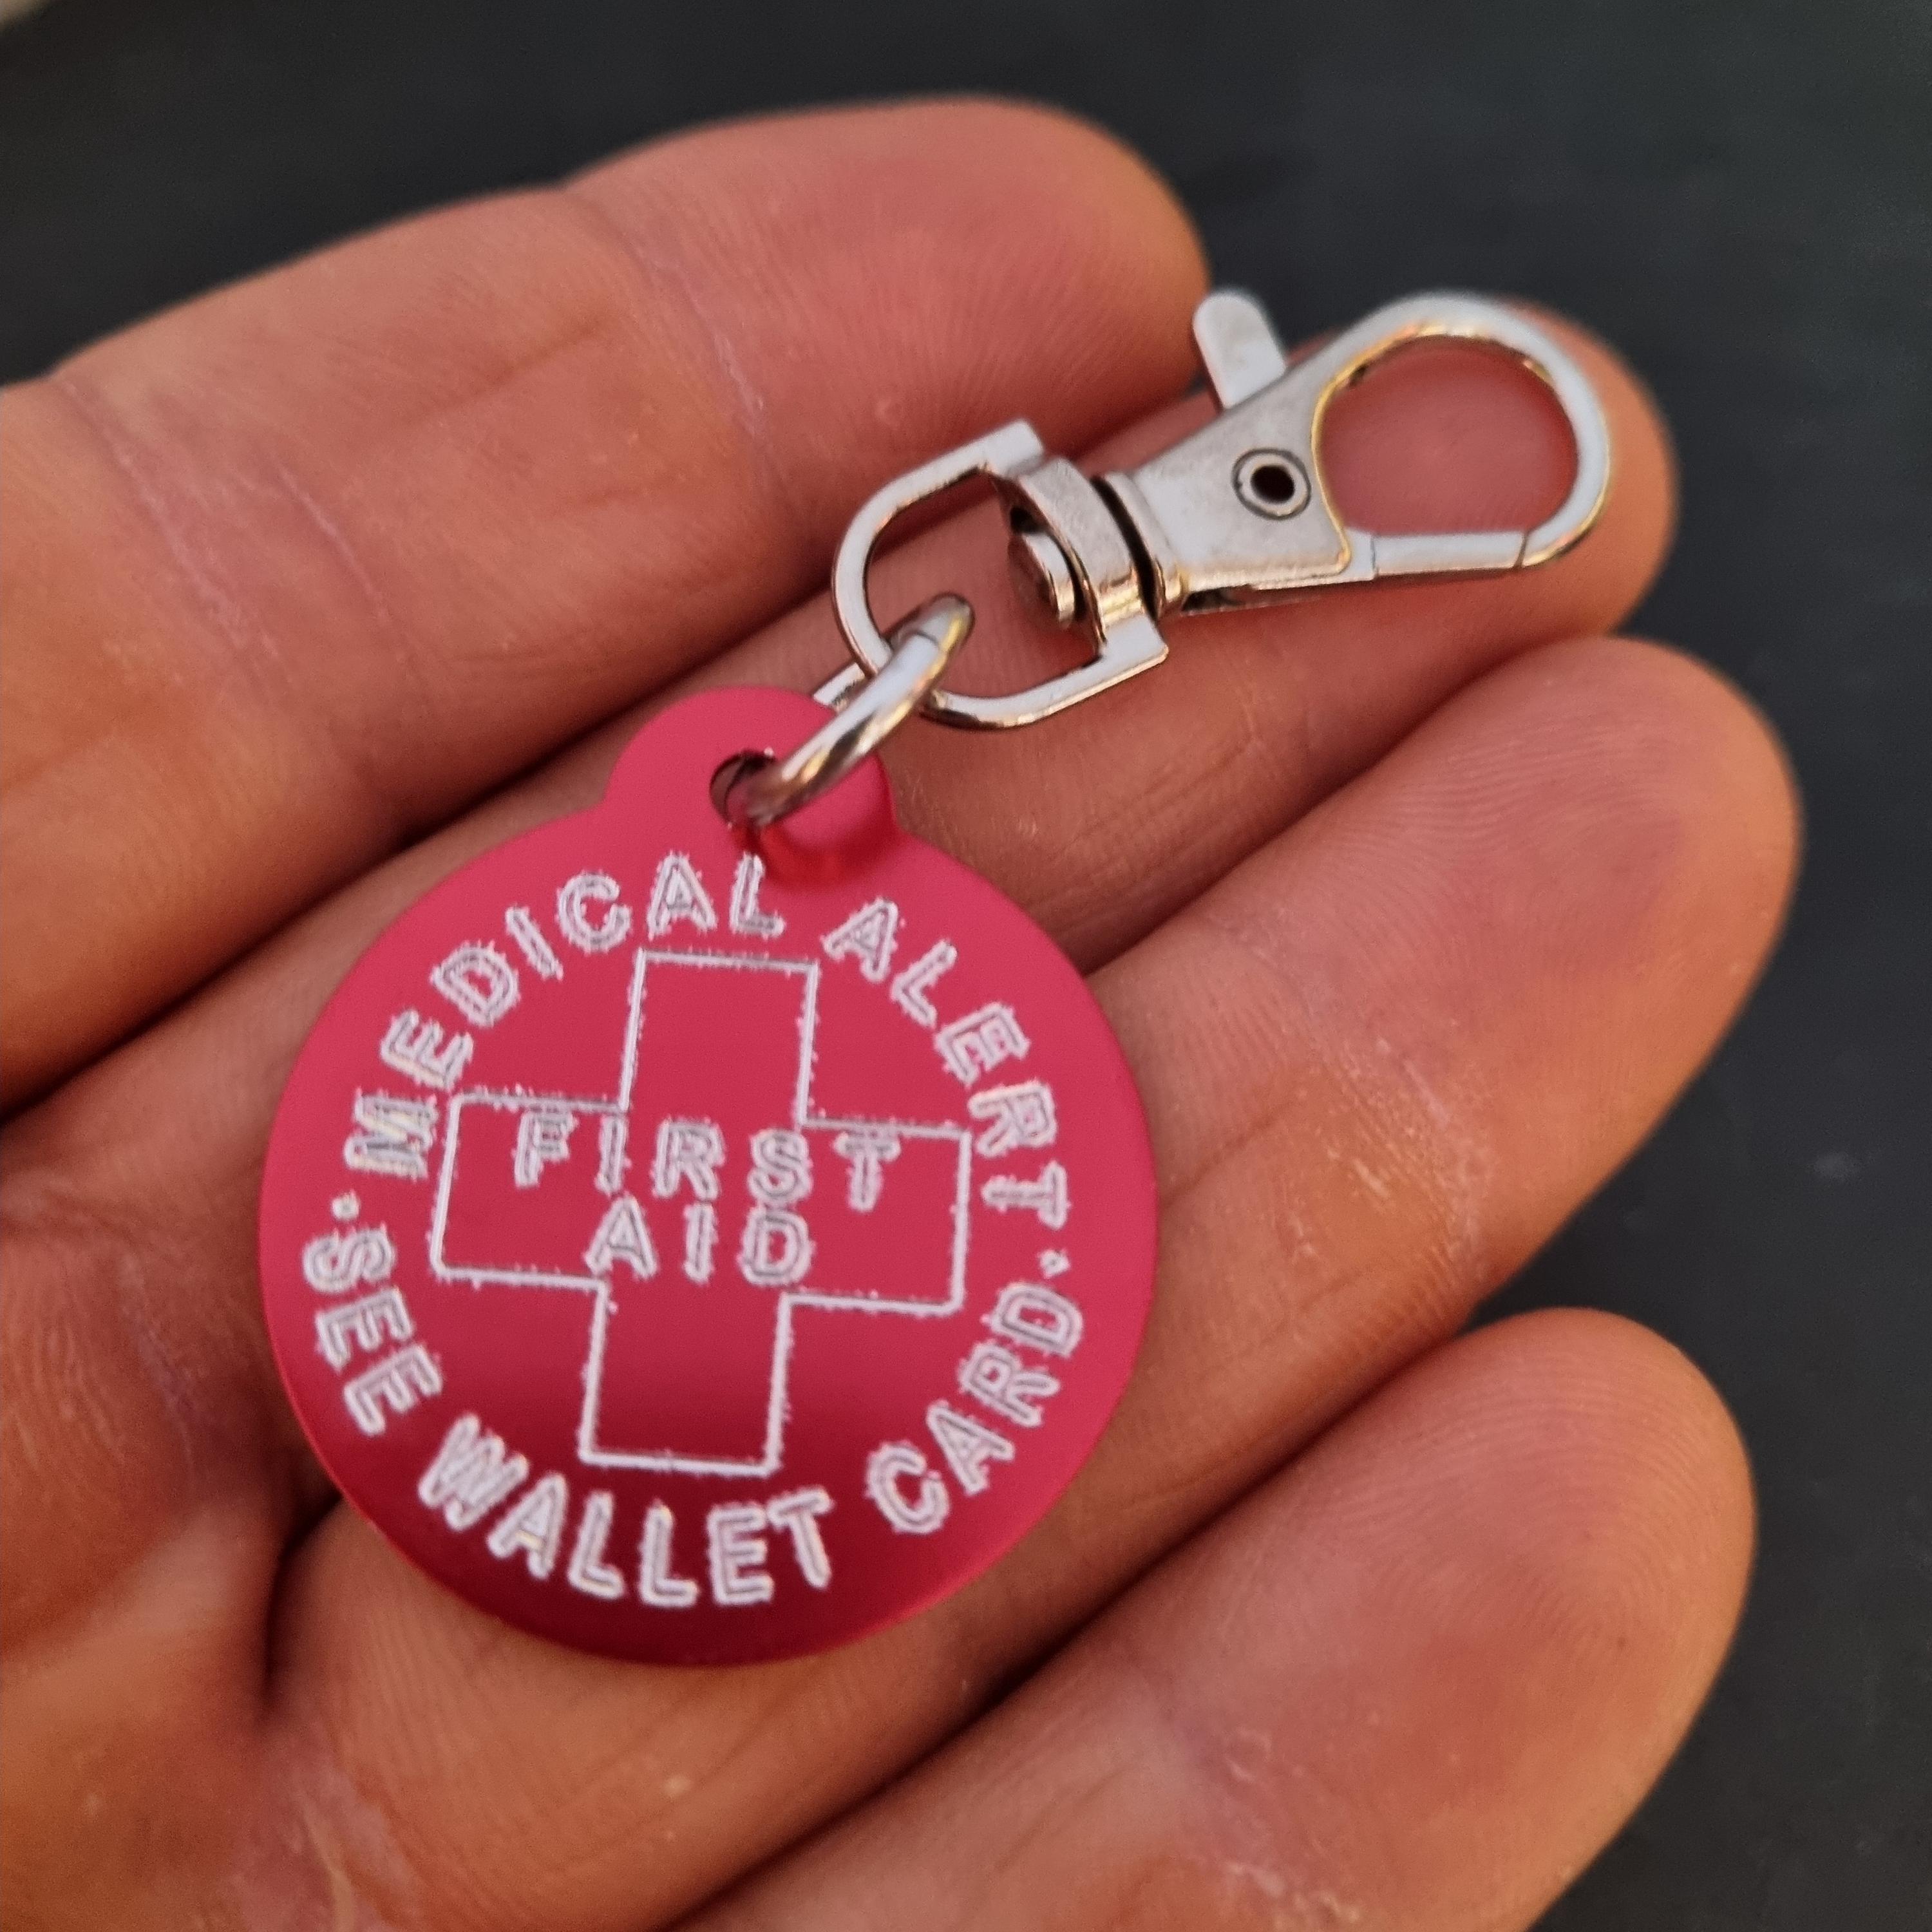 MEDICAL ALERT
FIRST
AID
·SEE WALLET CARD·